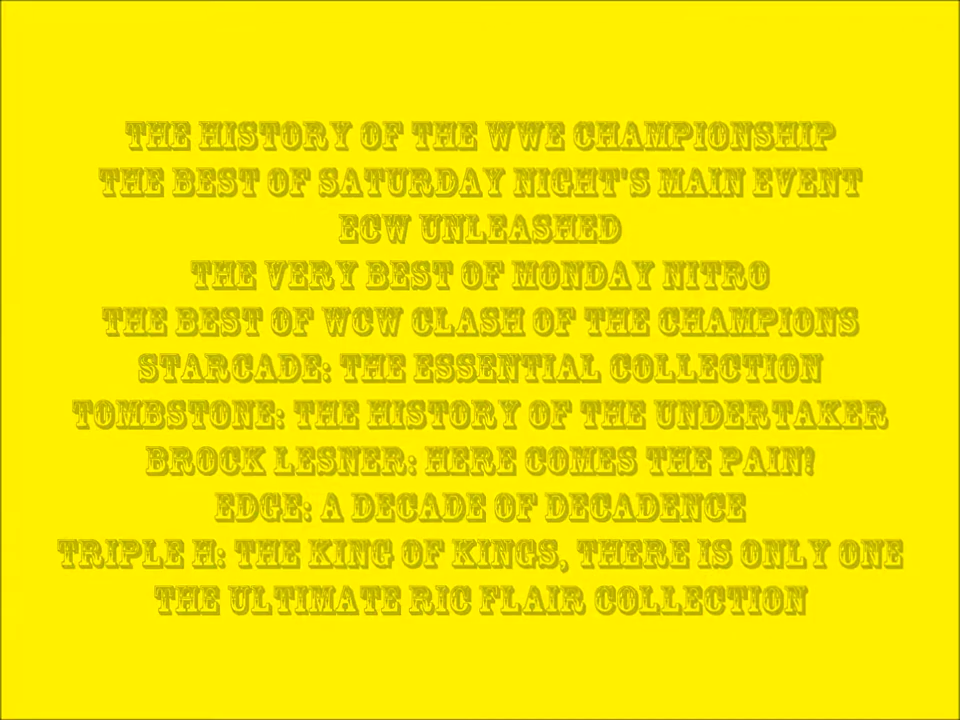 THE HISTORY OF THE WWE CHAMPIONSHIP
THE BEST OF SATURDAY NIGHT'S MAIN EVENT
ECW UNLEASHED
THE VERY BEST OF MONDAY NITRO
THE BEST OF WCW CLASH OF THE CHAMPIONS
STARCADE: THE ESSENTIAL COLLECTION
TOMBSTONE: THE HISTORY OF THE UNDERTAKER
BROCK LESNER: HERE COMES THE PAIN!
EDGE: A DECADE OF DECADENCE
TRIPLE H: THE KING OF KINGS, THERE IS ONLY ONE
THE ULTIMATE RIC FLAIR COLLECTION